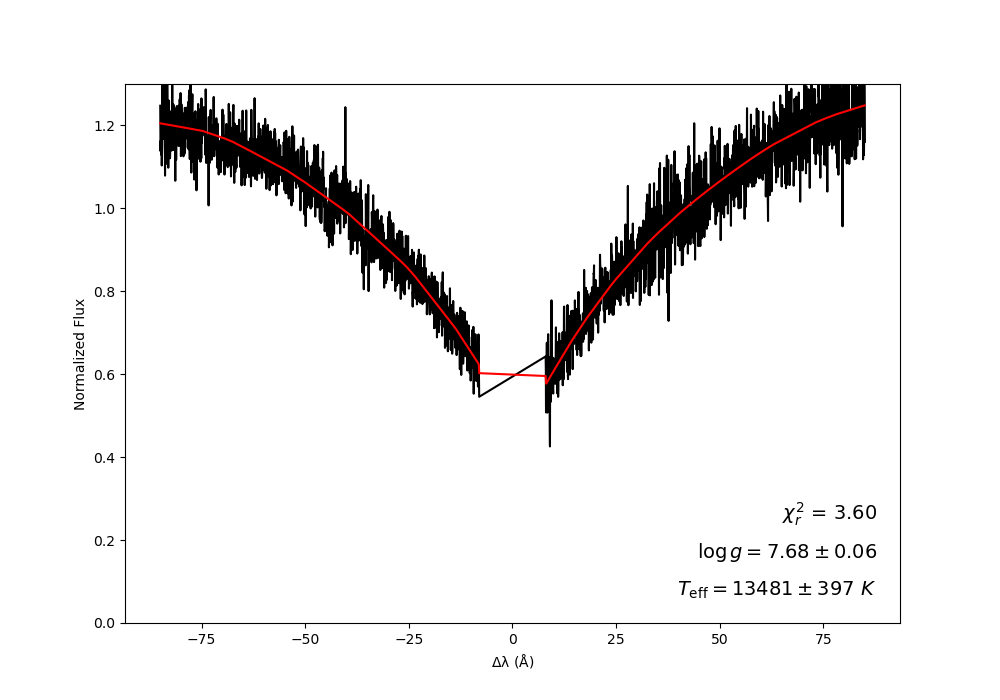 1.2
1.0
0.8
0.6
0.4
0.2
0.0
Normalized Flux
χ²ᵣ = 3.60
log g = 7.68 ± 0.06
T_eff = 13481 ± 397 K
−75 −50 −25 0 25 50 75
Δλ (Å)